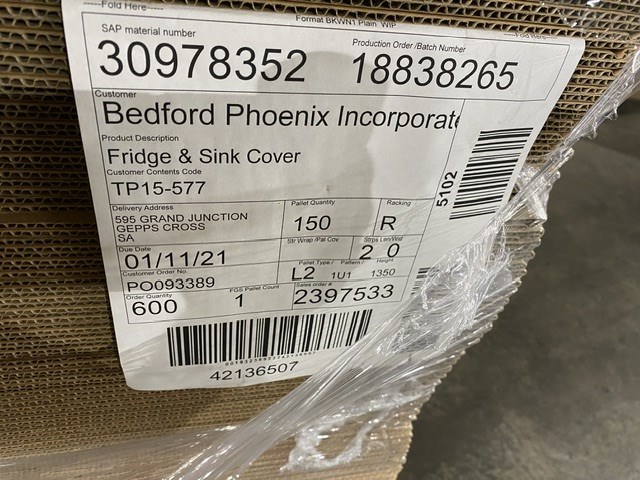 -----Fold Here-----
Format BKWN1 Plain WIP
SAP material number
Production Order /Batch Number
30978352 18838265
Customer
Bedford Phoenix Incorporate
Product Description
Fridge & Sink Cover
Customer Contents Code
TP15-577
5102
Delivery Address
595 GRAND JUNCTION
GEPPS CROSS
SA
Pallet Quantity
150
Racking
R
Due Date
01/11/21
Str Wrap /Pal Cov
Strps Len/Wid
2 0
Customer Order No.
PO093389
Pallet Type / Pattern / Height
L2 1U1 1350
Order Quantity
600
FGS Pallet Count
1
Sales order #
2397533
42136507